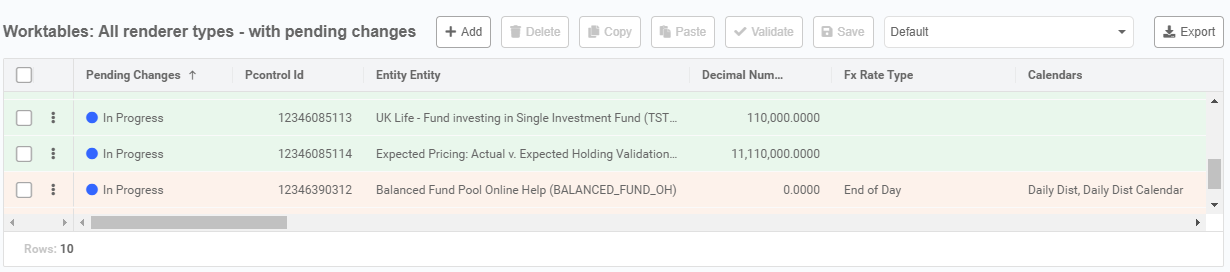 Worktables: All renderer types - with pending changes + Add Delete Copy Paste Validate Save Default Export
Pending Changes ↑ Pcontrol Id Entity Entity Decimal Num... Fx Rate Type Calendars
In Progress 12346085113 UK Life - Fund investing in Single Investment Fund (TST... 110,000.0000
In Progress 12346085114 Expected Pricing: Actual v. Expected Holding Validation... 11,110,000.0000
In Progress 12346390312 Balanced Fund Pool Online Help (BALANCED_FUND_OH) 0.0000 End of Day Daily Dist, Daily Dist Calendar
Rows: 10